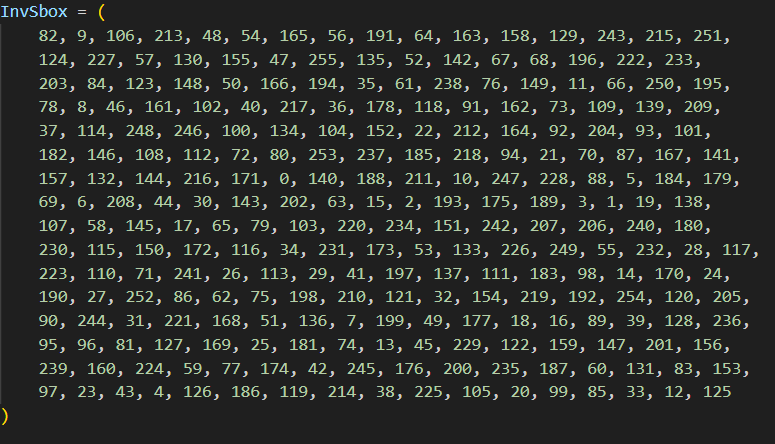 InvSbox = (
82, 9, 106, 213, 48, 54, 165, 56, 191, 64, 163, 158, 129, 243, 215, 251,
124, 227, 57, 130, 155, 47, 255, 135, 52, 142, 67, 68, 196, 222, 233,
203, 84, 123, 148, 50, 166, 194, 35, 61, 238, 76, 149, 11, 66, 250, 195,
78, 8, 46, 161, 102, 40, 217, 36, 178, 118, 91, 162, 73, 109, 139, 209,
37, 114, 248, 246, 100, 134, 104, 152, 22, 212, 164, 92, 204, 93, 101,
182, 146, 108, 112, 72, 80, 253, 237, 185, 218, 94, 21, 70, 87, 167, 141,
157, 132, 144, 216, 171, 0, 140, 188, 211, 10, 247, 228, 88, 5, 184, 179,
69, 6, 208, 44, 30, 143, 202, 63, 15, 2, 193, 175, 189, 3, 1, 19, 138,
107, 58, 145, 17, 65, 79, 103, 220, 234, 151, 242, 207, 206, 240, 180,
230, 115, 150, 172, 116, 34, 231, 173, 53, 133, 226, 249, 55, 232, 28, 117,
223, 110, 71, 241, 26, 113, 29, 41, 197, 137, 111, 183, 98, 14, 170, 24,
190, 27, 252, 86, 62, 75, 198, 210, 121, 32, 154, 219, 192, 254, 120, 205,
90, 244, 31, 221, 168, 51, 136, 7, 199, 49, 177, 18, 16, 89, 39, 128, 236,
95, 96, 81, 127, 169, 25, 181, 74, 13, 45, 229, 122, 159, 147, 201, 156,
239, 160, 224, 59, 77, 174, 42, 245, 176, 200, 235, 187, 60, 131, 83, 153,
97, 23, 43, 4, 126, 186, 119, 214, 38, 225, 105, 20, 99, 85, 33, 12, 125
)